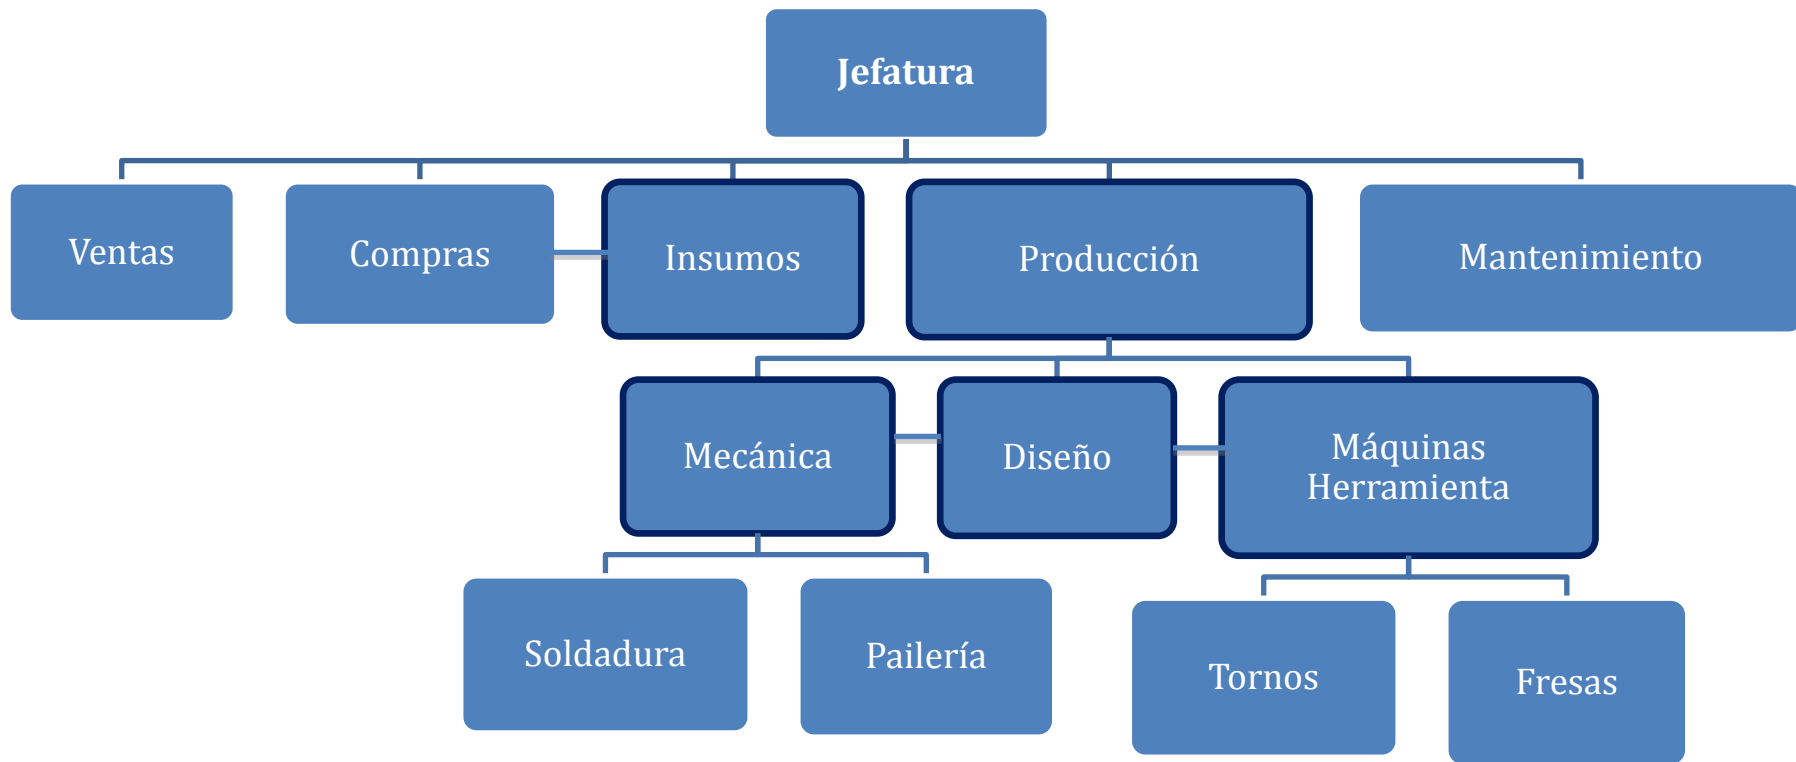 Jefatura
Ventas
Compras
Insumos
Producción
Mantenimiento
Mecánica
Diseño
Máquinas
Herramienta
Soldadura
Pailería
Tornos
Fresas